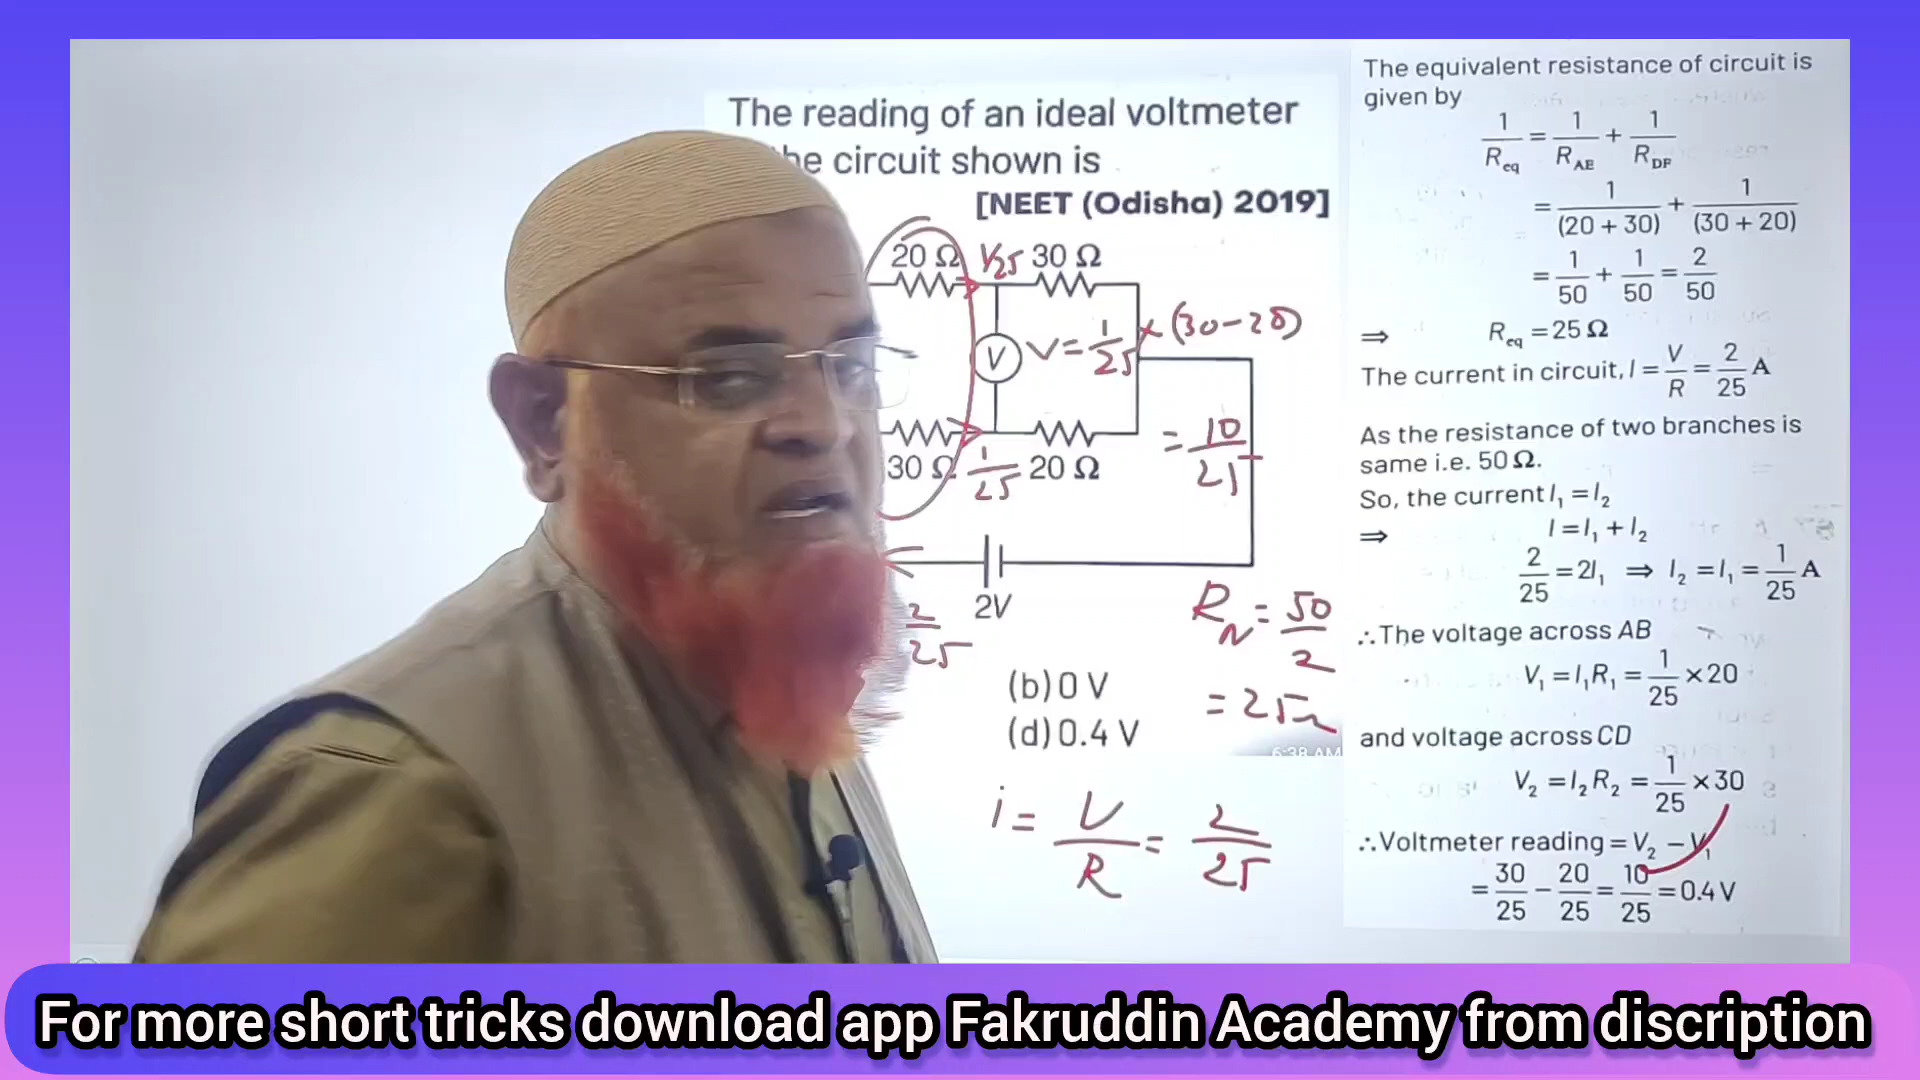 The reading of an ideal voltmeter
he circuit shown is
[NEET (Odisha) 2019]
20 Ω 1/25 30 Ω
V V = 1/25 × (30-20)
30 Ω 1/25 20 Ω
= 10/25
2V
2/25
R_N = 50/2
= 25Ω
(b) 0 V
(d) 0.4 V
6:38 AM
i = V/R = 2/25
The equivalent resistance of circuit is
given by
1/R_eq = 1/R_AE + 1/R_DF
= 1/(20 + 30) + 1/(30 + 20)
= 1/50 + 1/50 = 2/50
⇒ R_eq = 25 Ω
The current in circuit, I = V/R = 2/25 A
As the resistance of two branches is
same i.e. 50 Ω.
So, the current I₁ = I₂
⇒ I = I₁ + I₂
2/25 = 2I₁ ⇒ I₂ = I₁ = 1/25 A
∴ The voltage across AB
V₁ = I₁R₁ = 1/25 × 20
and voltage across CD
V₂ = I₂R₂ = 1/25 × 30
∴ Voltmeter reading = V₂ − V₁
= 30/25 − 20/25 = 10/25 = 0.4 V
For more short tricks download app Fakruddin Academy from discription